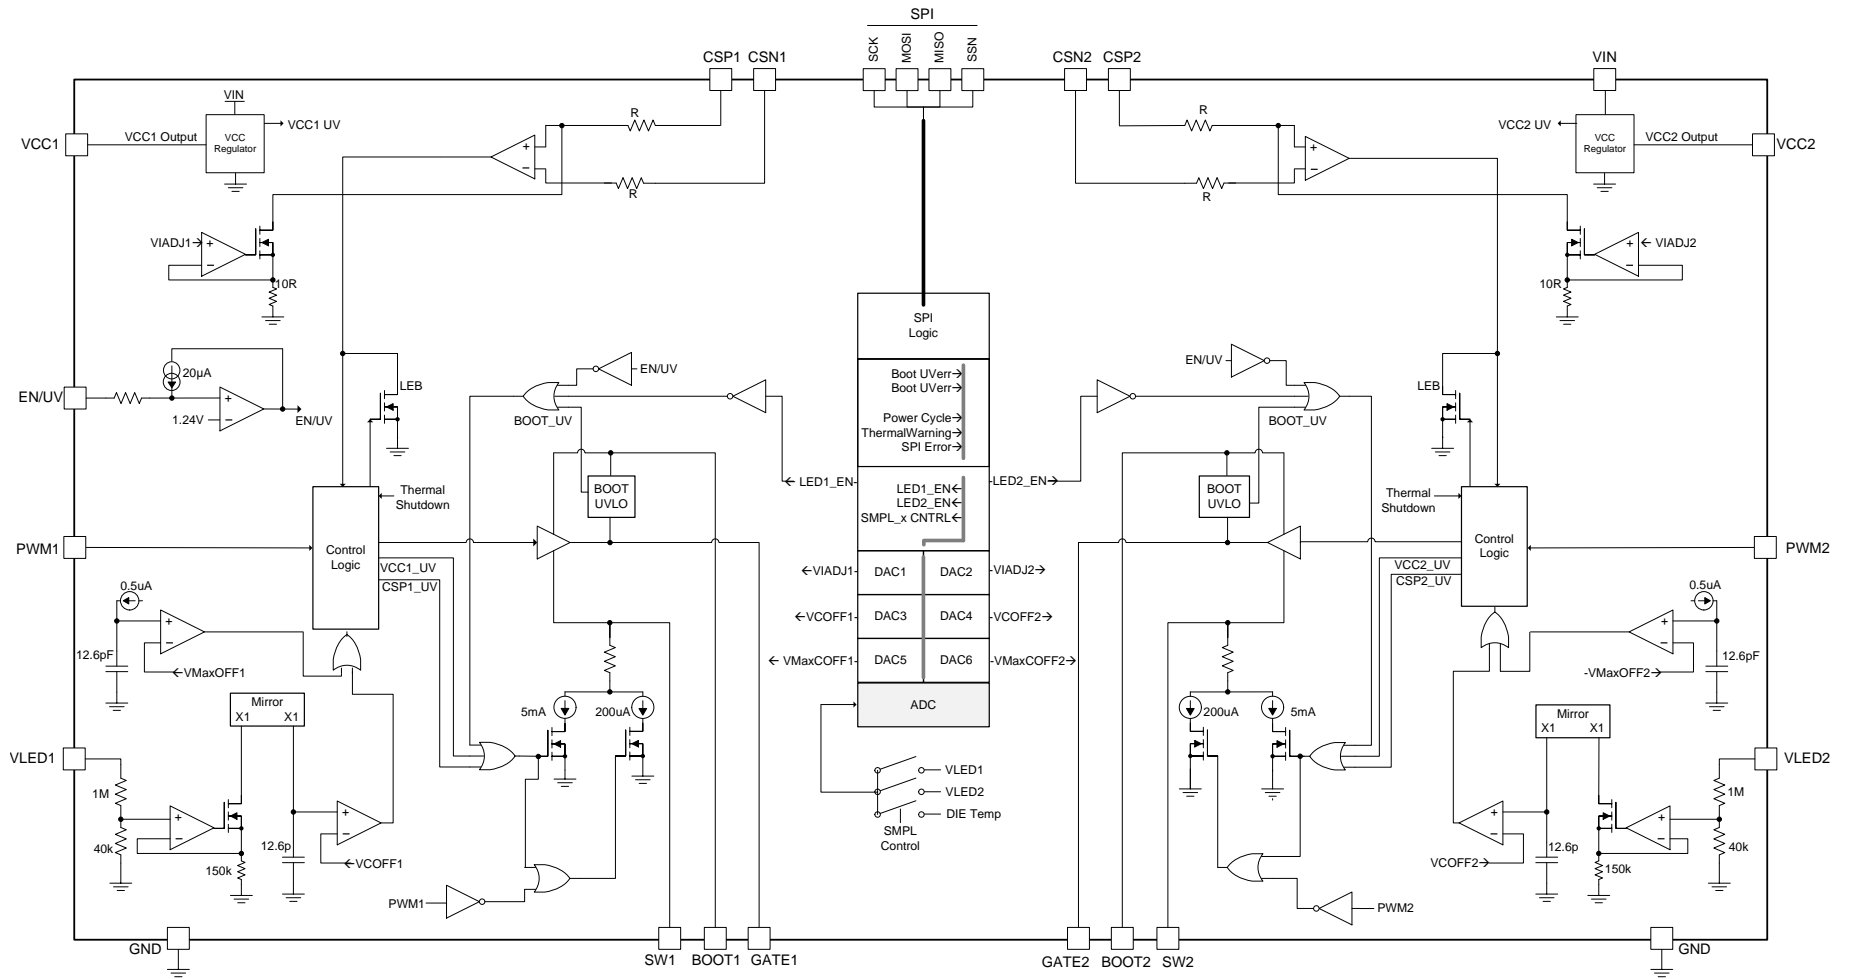 SPI
SCK
MOSI
MISO
SSN
CSP1
CSN1
CSN2
CSP2
VIN
VIN
VCC1
VCC1 Output
VCC
Regulator
VCC1 UV
R
R
+
−
R
R
+
−
VCC2 UV
VCC
Regulator
VCC2 Output
VCC2
VIADJ1
+
−
10R
VIADJ2
+
−
10R
SPI
Logic
EN/UV
20µA
1.24V
+
−
EN/UV
LEB
EN/UV
BOOT_UV
Boot UVerr
Boot UVerr
Power Cycle
ThermalWarning
SPI Error
EN/UV
BOOT_UV
LEB
Thermal
Shutdown
BOOT
UVLO
LED1_EN
LED1_EN
LED2_EN
SMPL_x CNTRL
LED2_EN
BOOT
UVLO
Thermal
Shutdown
PWM1
Control
Logic
VCC1_UV
CSP1_UV
VIADJ1
DAC1
DAC2
VIADJ2
VCC2_UV
CSP2_UV
Control
Logic
PWM2
0.5uA
12.6pF
+
−
VMaxOFF1
VCOFF1
DAC3
DAC4
VCOFF2
VMaxCOFF1
DAC5
DAC6
VMaxCOFF2
0.5uA
+
−
12.6pF
-VMaxOFF2
Mirror
X1
X1
5mA
200uA
ADC
200uA
5mA
Mirror
X1
X1
VLED1
1M
40k
+
−
150k
12.6p
+
−
VCOFF1
VLED1
VLED2
DIE Temp
SMPL
Control
VLED2
1M
40k
+
−
150k
12.6p
+
−
VCOFF2
PWM1
PWM2
GND
SW1
BOOT1
GATE1
GATE2
BOOT2
SW2
GND